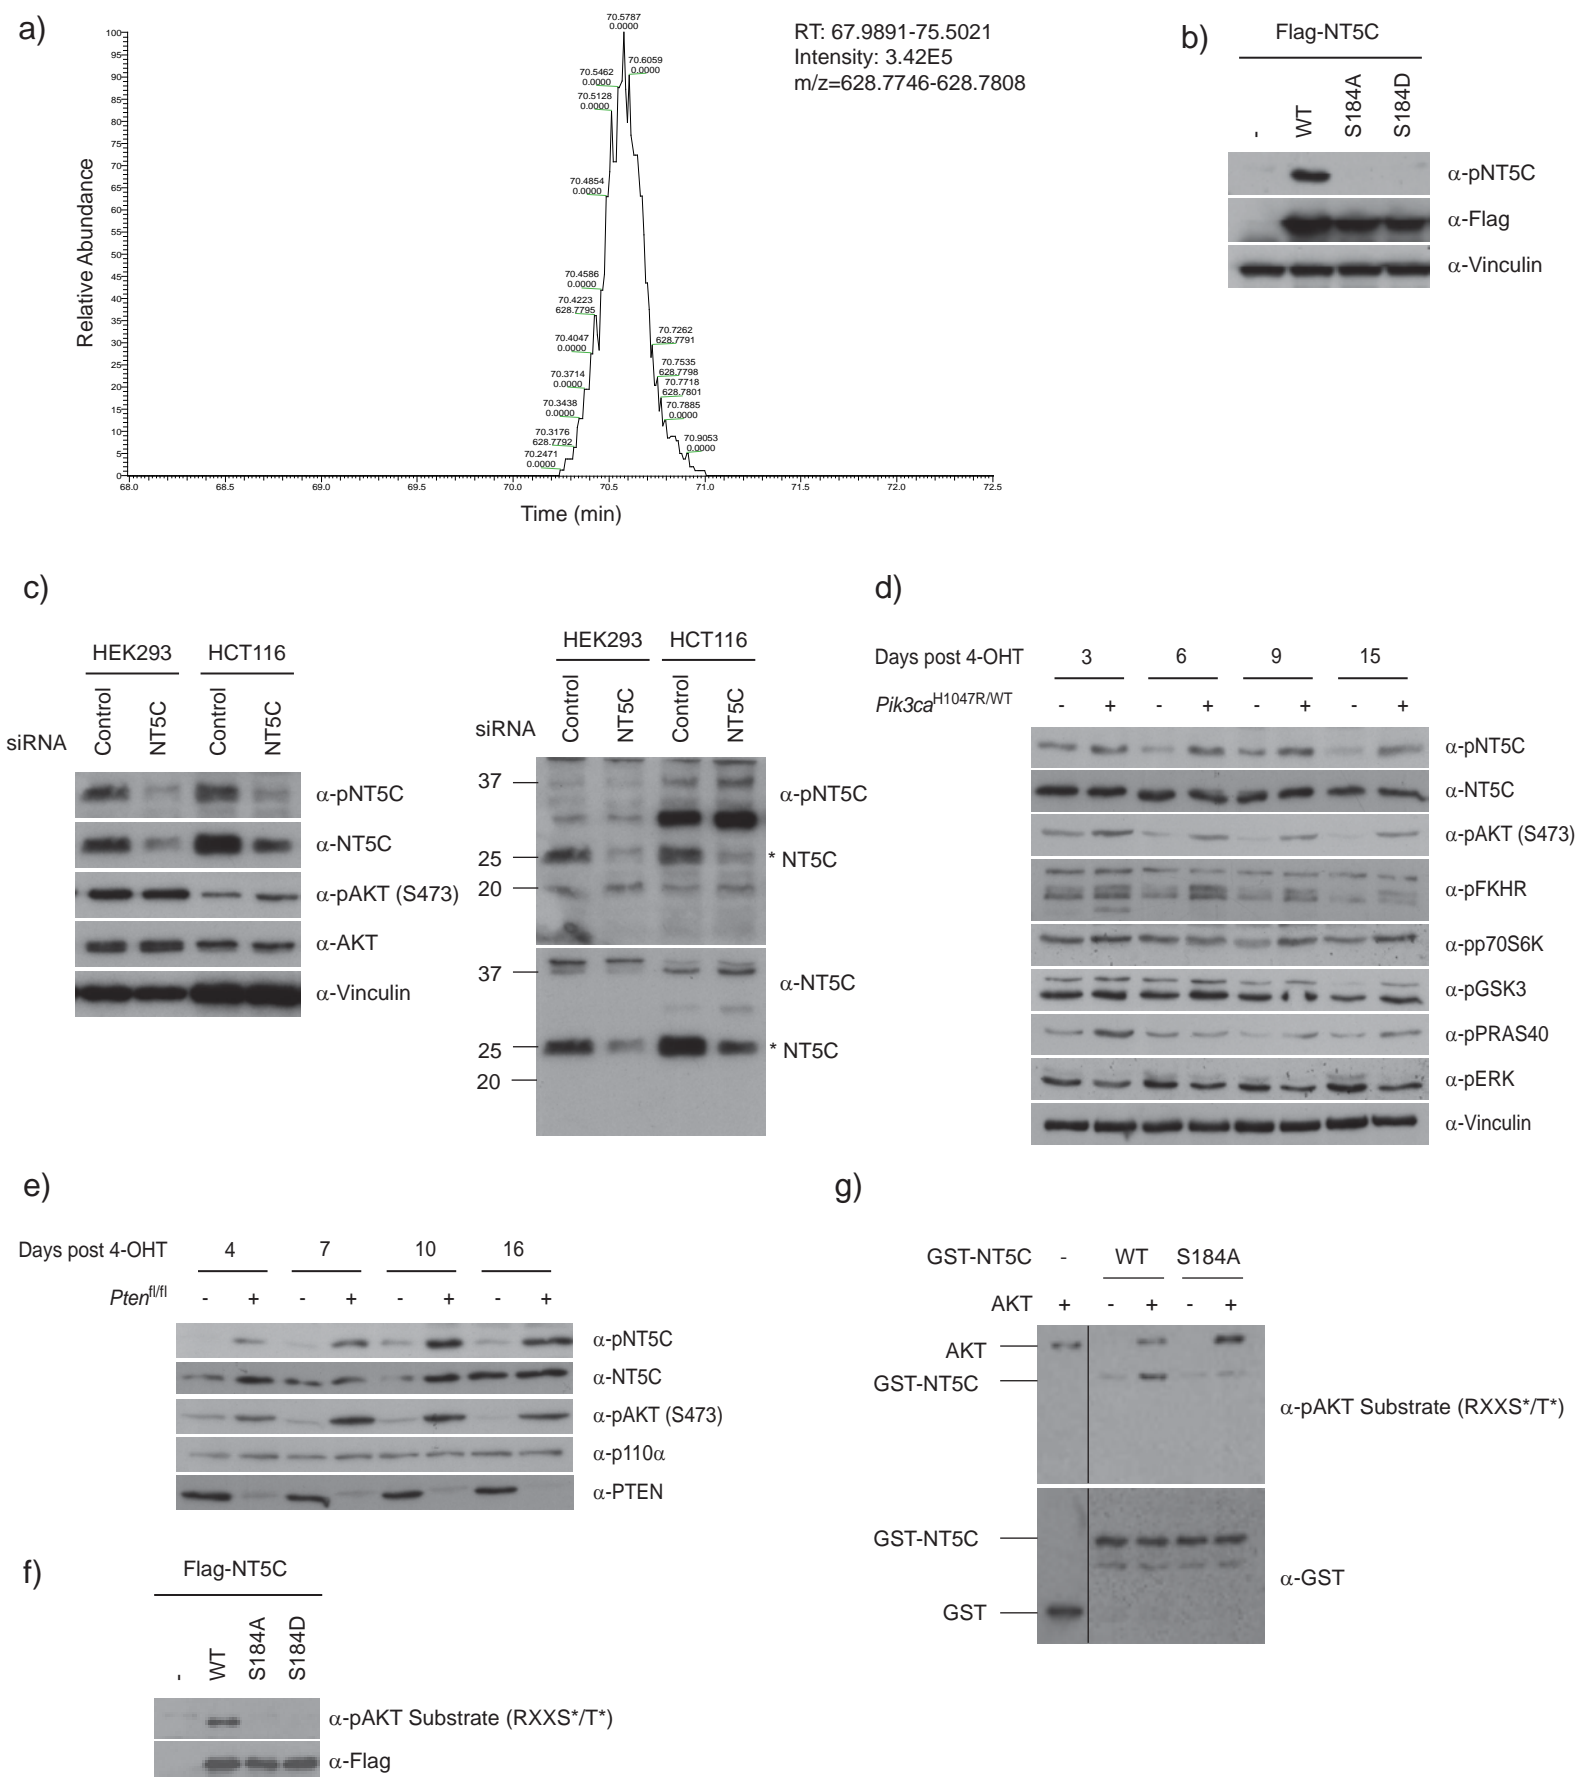 a)
RT: 67.9891-75.5021
Intensity: 3.42E5
m/z=628.7746-628.7808
Relative Abundance
100
95
90
85
80
75
70
65
60
55
50
45
40
35
30
25
20
15
10
5
0
70.5787
0.0000
70.6059
0.0000
70.5462
0.0000
70.5128
0.0000
70.4854
0.0000
70.4586
0.0000
70.4223
628.7795
70.4047
0.0000
70.3714
0.0000
70.3438
0.0000
70.3176
628.7792
70.2471
0.0000
70.7262
628.7791
70.7535
628.7798
70.7718
628.7801
70.7885
0.0000
70.9053
0.0000
68.0 68.5 69.0 69.5 70.0 70.5 71.0 71.5 72.0 72.5
Time (min)
b)
Flag-NT5C
- WT S184A S184D
α-pNT5C
α-Flag
α-Vinculin
c)
HEK293 HCT116
siRNA Control NT5C Control NT5C
α-pNT5C
α-NT5C
α-pAKT (S473)
α-AKT
α-Vinculin
HEK293 HCT116
siRNA Control NT5C Control NT5C
37
25
20
α-pNT5C
* NT5C
37
25
20
α-NT5C
* NT5C
d)
Days post 4-OHT 3 6 9 15
Pik3ca^H1047R/WT - + - + - + - +
α-pNT5C
α-NT5C
α-pAKT (S473)
α-pFKHR
α-pp70S6K
α-pGSK3
α-pPRAS40
α-pERK
α-Vinculin
e)
Days post 4-OHT 4 7 10 16
Pten^fl/fl - + - + - + - +
α-pNT5C
α-NT5C
α-pAKT (S473)
α-p110α
α-PTEN
f)
Flag-NT5C
- WT S184A S184D
α-pAKT Substrate (RXXS*/T*)
α-Flag
g)
GST-NT5C - WT S184A
AKT + - + - +
AKT
GST-NT5C
α-pAKT Substrate (RXXS*/T*)
GST-NT5C
GST
α-GST